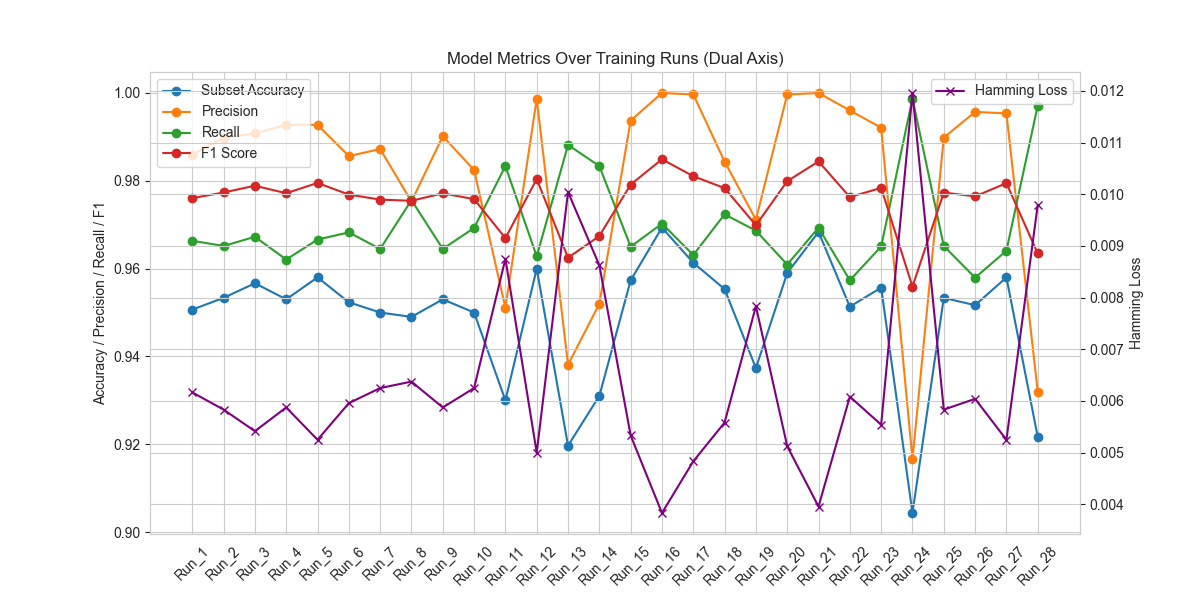 Model Metrics Over Training Runs (Dual Axis)
Subset Accuracy
Precision
Recall
F1 Score
Hamming Loss
Accuracy / Precision / Recall / F1
1.00
0.98
0.96
0.94
0.92
0.90
0.012
0.011
0.010
0.009
0.008
0.007
0.006
0.005
0.004
Hamming Loss
Run_1
Run_2
Run_3
Run_4
Run_5
Run_6
Run_7
Run_8
Run_9
Run_10
Run_11
Run_12
Run_13
Run_14
Run_15
Run_16
Run_17
Run_18
Run_19
Run_20
Run_21
Run_22
Run_23
Run_24
Run_25
Run_26
Run_27
Run_28